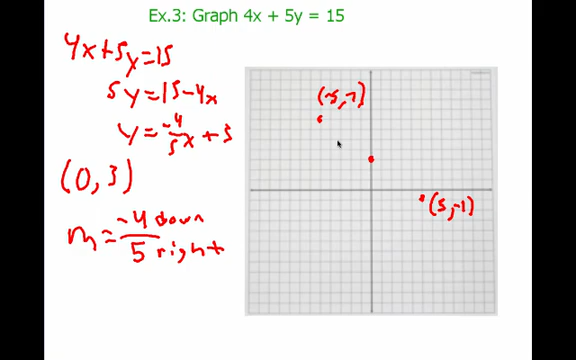 Ex.3: Graph 4x + 5y = 15
4x+5y=15
5y=15-4x
y=-4/5x+3
(0,3)
m=-4 down/5 right
(-5,7)
(5,-1)